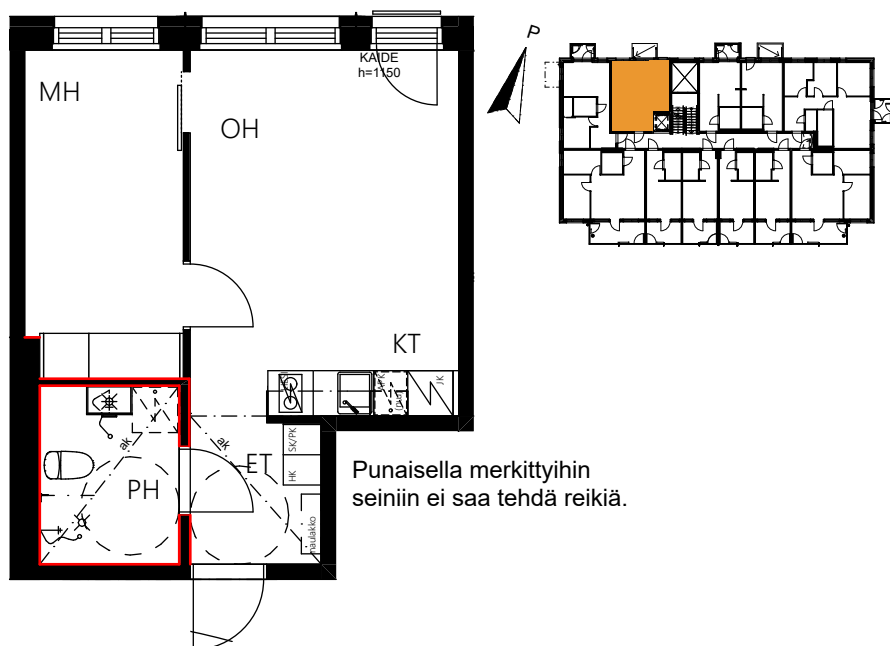 P
KAIDE
h=1150
MH
OH
KT
JK
SK/PK
HK
ET
ak
ak
PH
naulakko
Punaisella merkittyihin
seiniin ei saa tehdä reikiä.